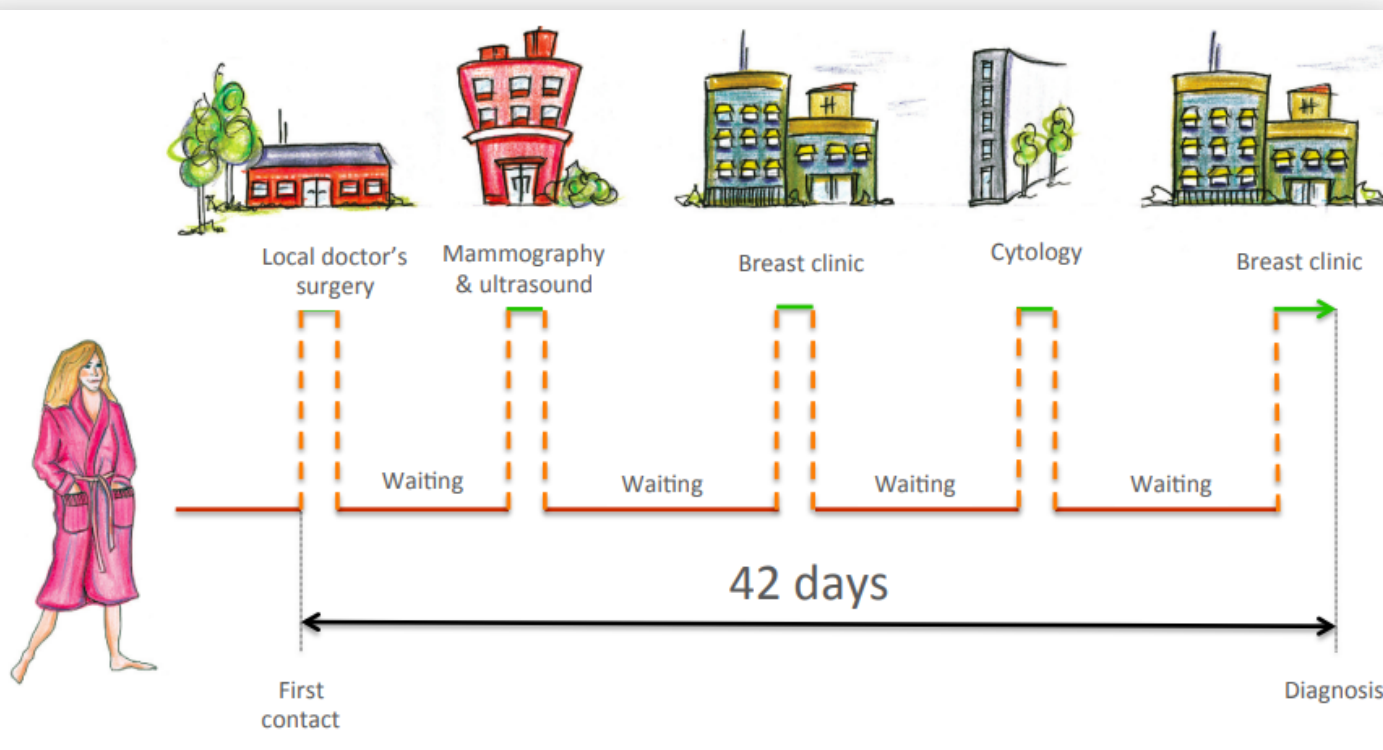 Local doctor's
surgery
Mammography
& ultrasound
Breast clinic
Cytology
Breast clinic
Waiting
Waiting
Waiting
Waiting
42 days
First
contact
Diagnosis
H
H